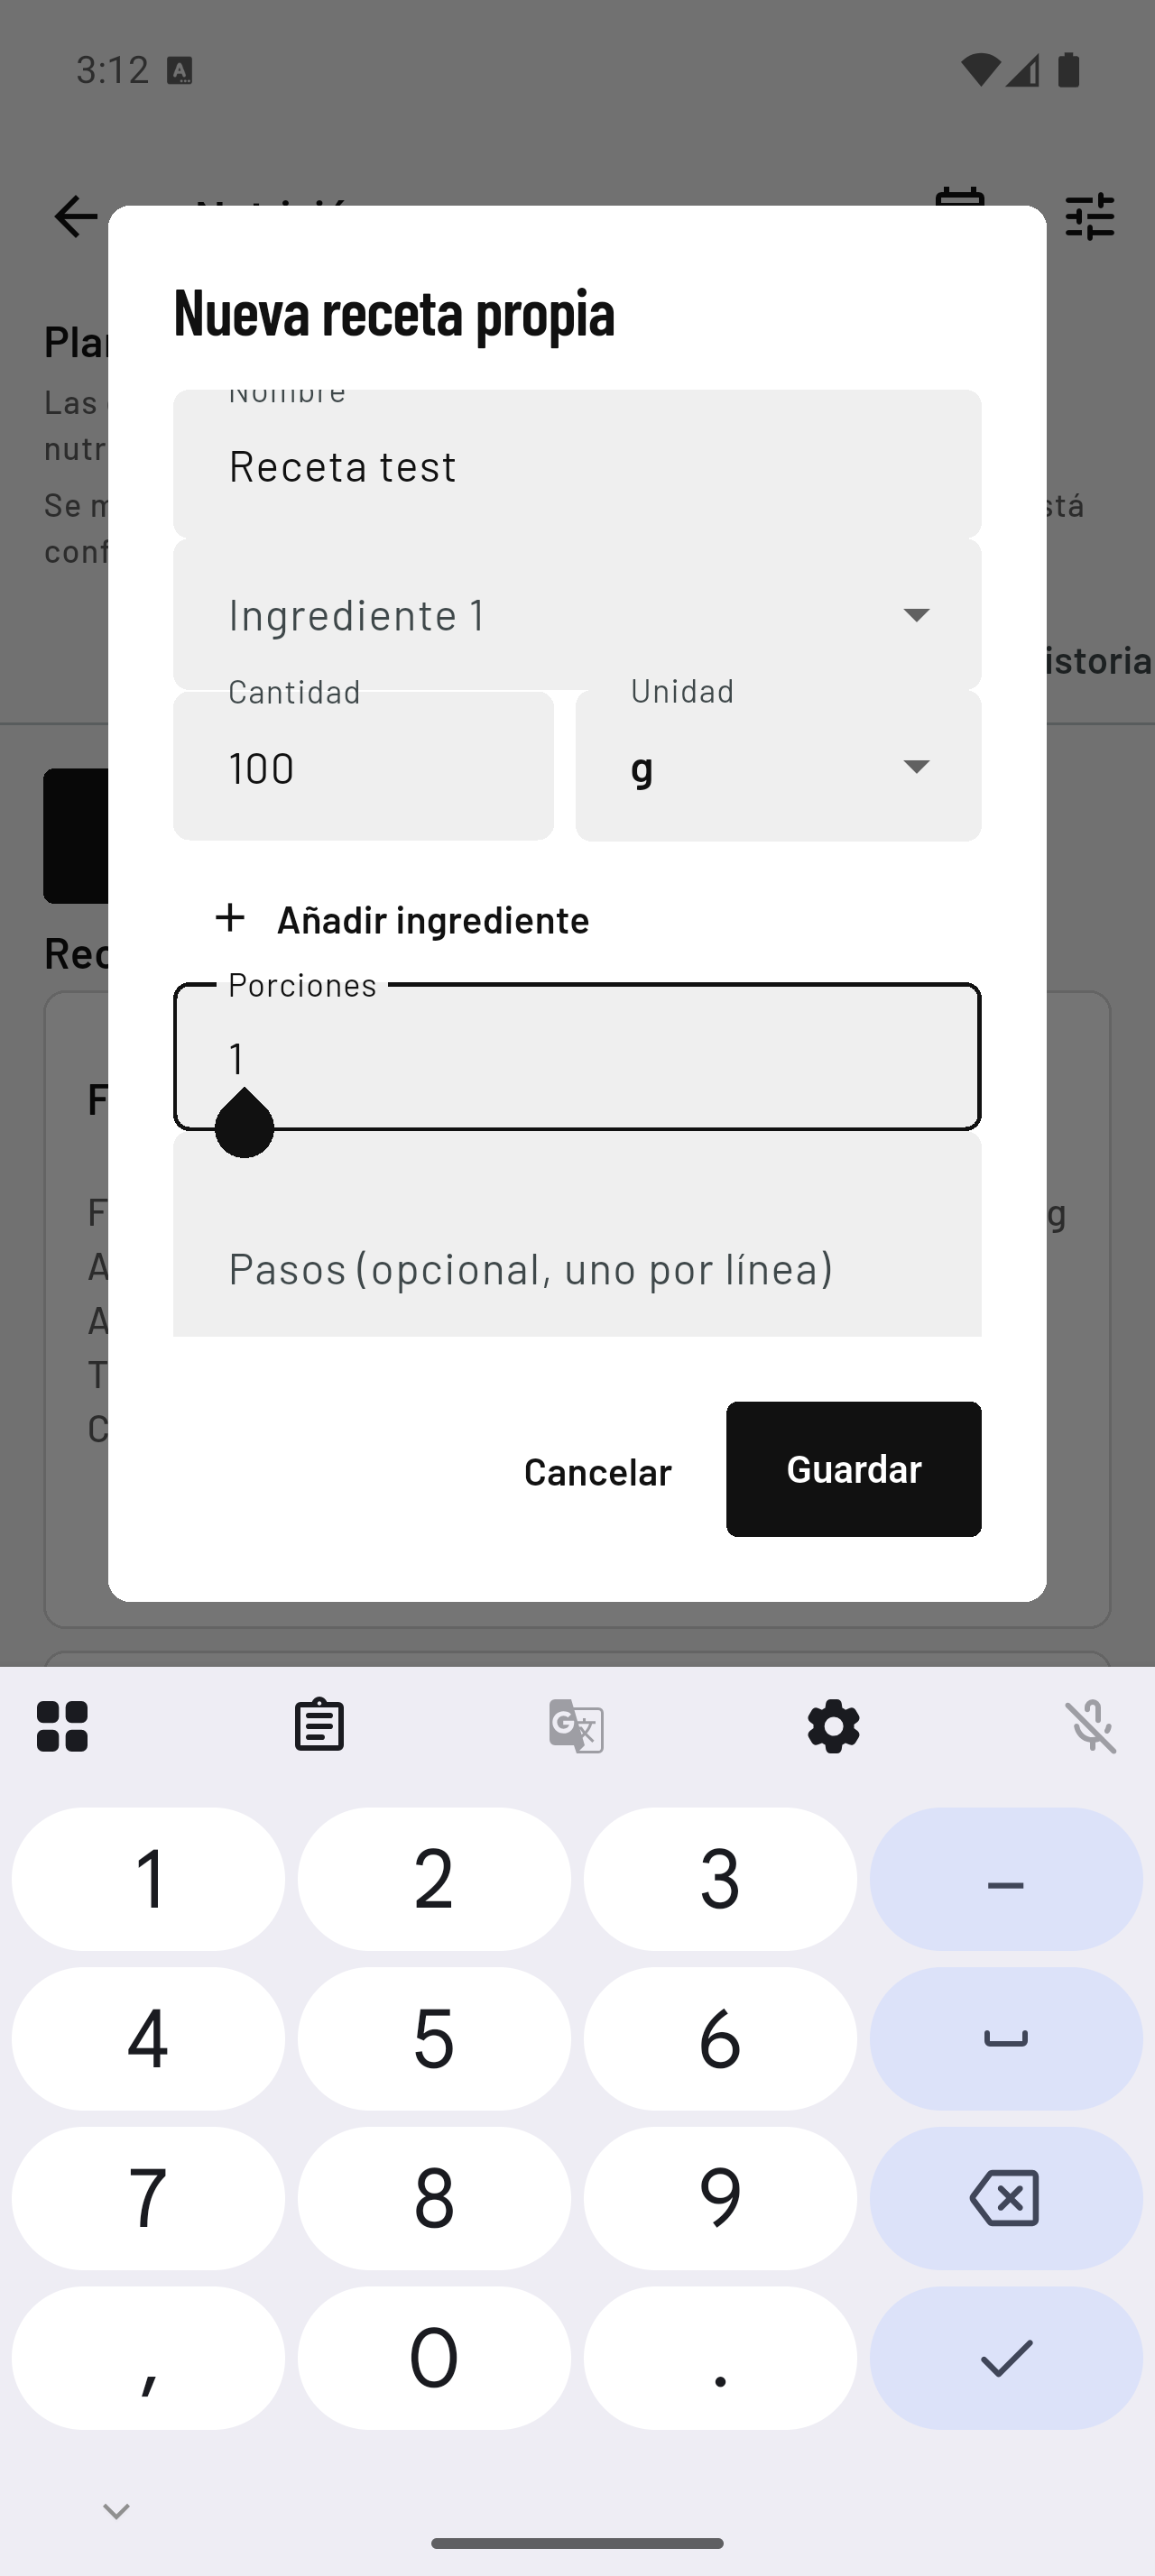 3:12
Nueva receta propia
Nombre
Receta test
Ingrediente 1
Cantidad
100
Unidad
g
Añadir ingrediente
Porciones
1
Pasos (opcional, uno por línea)
Cancelar
Guardar
Las
1
2
3
–
4
5
6
7
8
9
,
0
.